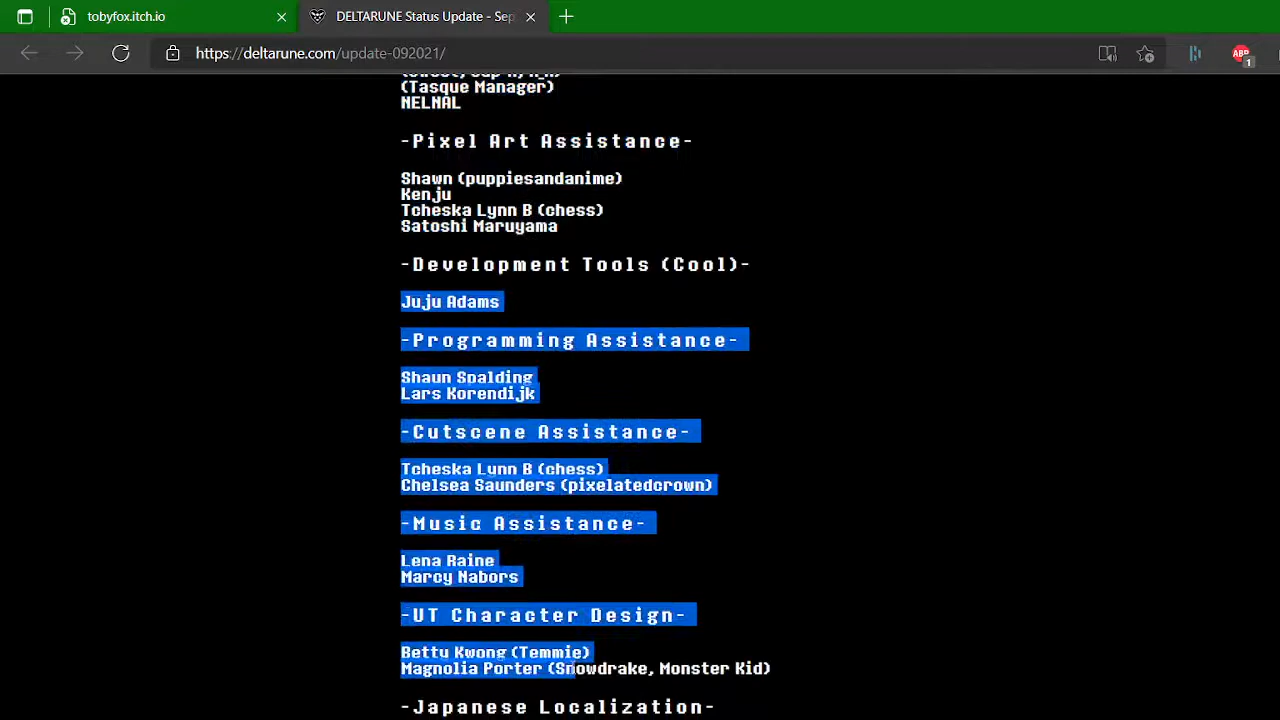 tobyfox.itch.io
DELTARUNE Status Update - Sep
https://deltarune.com/update-092021/
ABP
1
(Tasque Manager)
NELNAL
-Pixel Art Assistance-
Shawn (puppiesandanime)
Kenju
Tcheska Lynn B (chess)
Satoshi Maruyama
-Development Tools (Cool)-
Juju Adams
-Programming Assistance-
Shaun Spalding
Lars Korendijk
-Cutscene Assistance-
Tcheska Lynn B (chess)
Chelsea Saunders (pixelatedcrown)
-Music Assistance-
Lena Raine
Marcy Nabors
-UT Character Design-
Betty Kwong (Temmie)
Magnolia Porter (Snowdrake, Monster Kid)
-Japanese Localization-